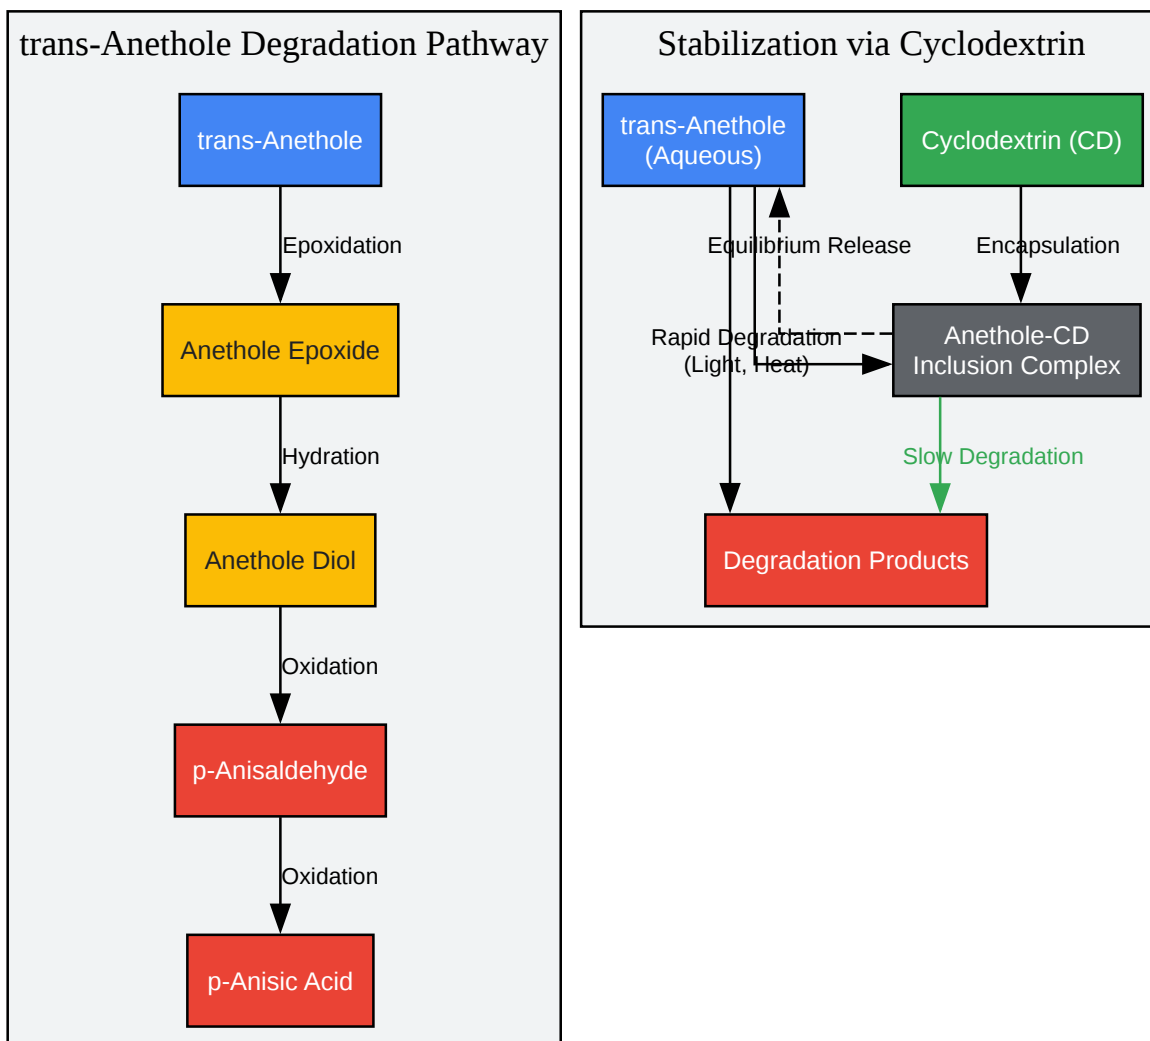 trans-Anethole Degradation Pathway
trans-Anethole
Epoxidation
Anethole Epoxide
Hydration
Anethole Diol
Oxidation
p-Anisaldehyde
Oxidation
p-Anisic Acid
Stabilization via Cyclodextrin
trans-Anethole
(Aqueous)
Cyclodextrin (CD)
Equilibrium Release
Encapsulation
Rapid Degradation
(Light, Heat)
Anethole-CD
Inclusion Complex
Slow Degradation
Degradation Products